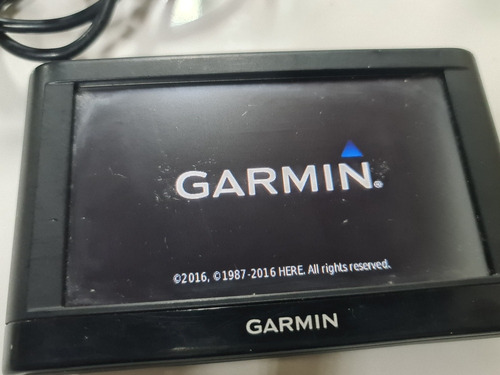 GARMIN®
©2016, ©1987-2016 HERE. All rights reserved.
GARMIN